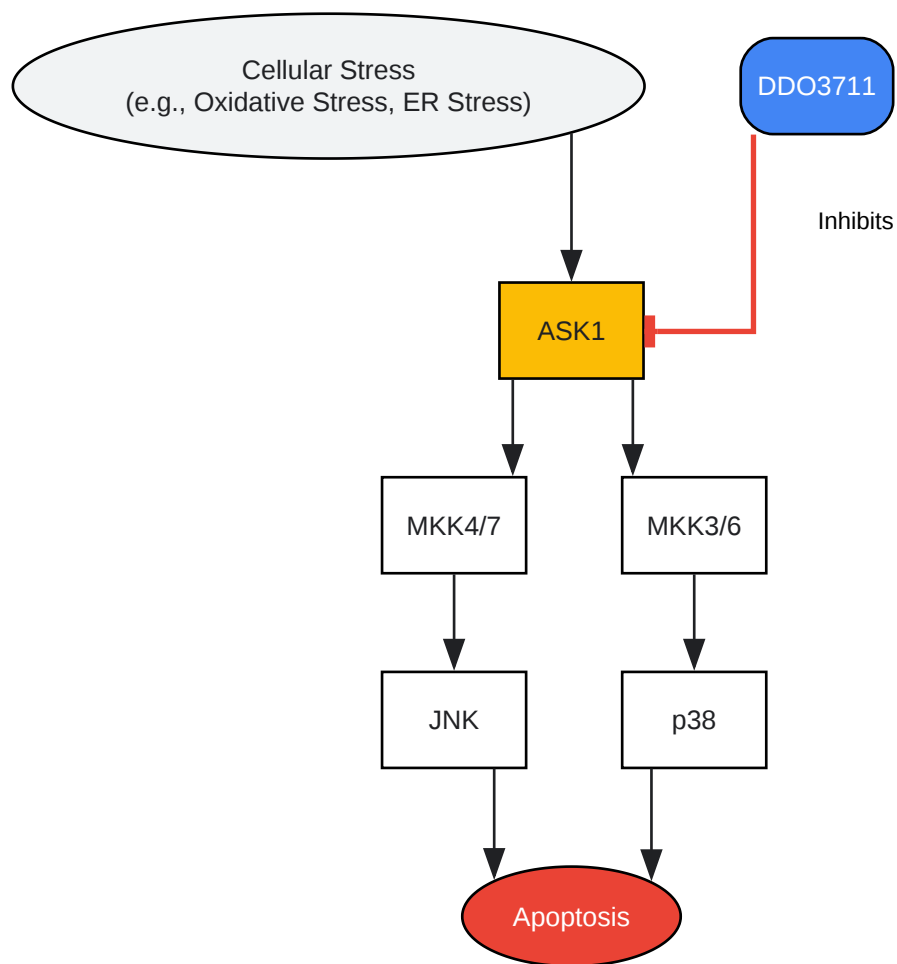 Cellular Stress
(e.g., Oxidative Stress, ER Stress)
DDO3711
Inhibits
ASK1
MKK4/7
MKK3/6
JNK
p38
Apoptosis